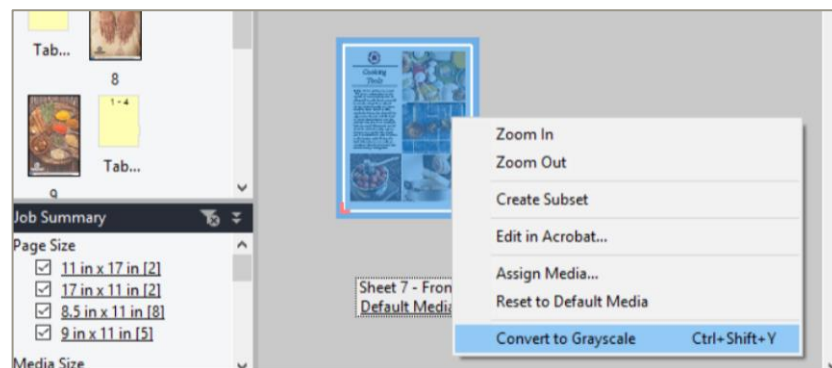 Tab...
8
1 - 4
Tab...
9
Job Summary
Page Size
11 in x 17 in [2]
17 in x 11 in [2]
8.5 in x 11 in [8]
9 in x 11 in [5]
Media Size
Cooking
Tools
Sheet 7 - Fron
Default Media
Zoom In
Zoom Out
Create Subset
Edit in Acrobat...
Assign Media...
Reset to Default Media
Convert to Grayscale Ctrl+Shift+Y